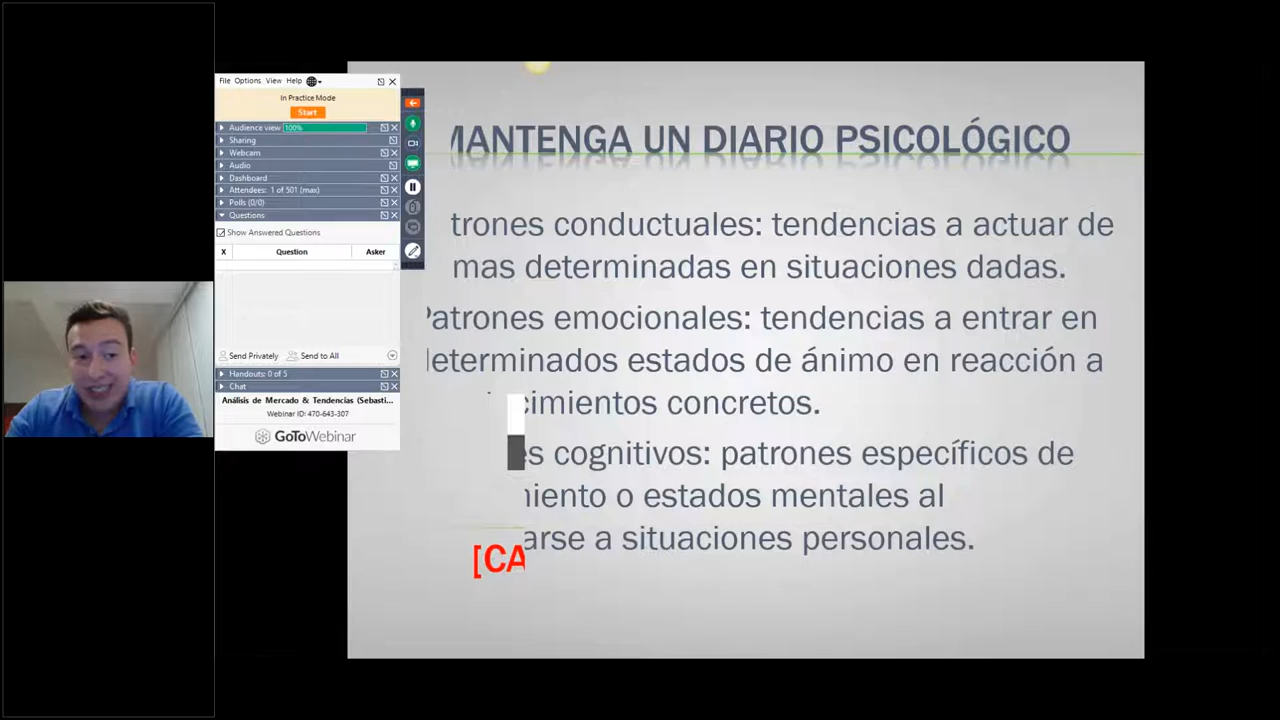 File Options View Help
In Practice Mode
Start
Audience view 100%
Sharing
Webcam
Audio
Dashboard
Attendees: 1 of 501 (max)
Polls (0/0)
Questions
Show Answered Questions
X Question Asker
Send Privately Send to All
Handouts: 0 of 5
Chat
Análisis de Mercado & Tendencias (Sebasti...
Webinar ID: 470-643-307
GoToWebinar
MANTENGA UN DIARIO PSICOLÓGICO
trones conductuales: tendencias a actuar de
mas determinadas en situaciones dadas.
Patrones emocionales: tendencias a entrar en
determinados estados de ánimo en reacción a
cimientos concretos.
es cognitivos: patrones específicos de
miento o estados mentales al
arse a situaciones personales.
[CA